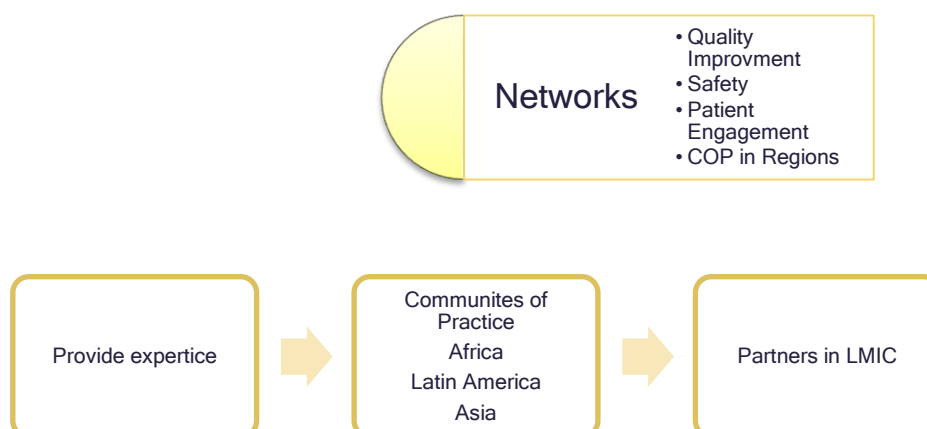 Networks
• Quality
Improvment
• Safety
• Patient
Engagement
• COP in Regions
Provide expertice
Communites of
Practice
Africa
Latin America
Asia
Partners in LMIC